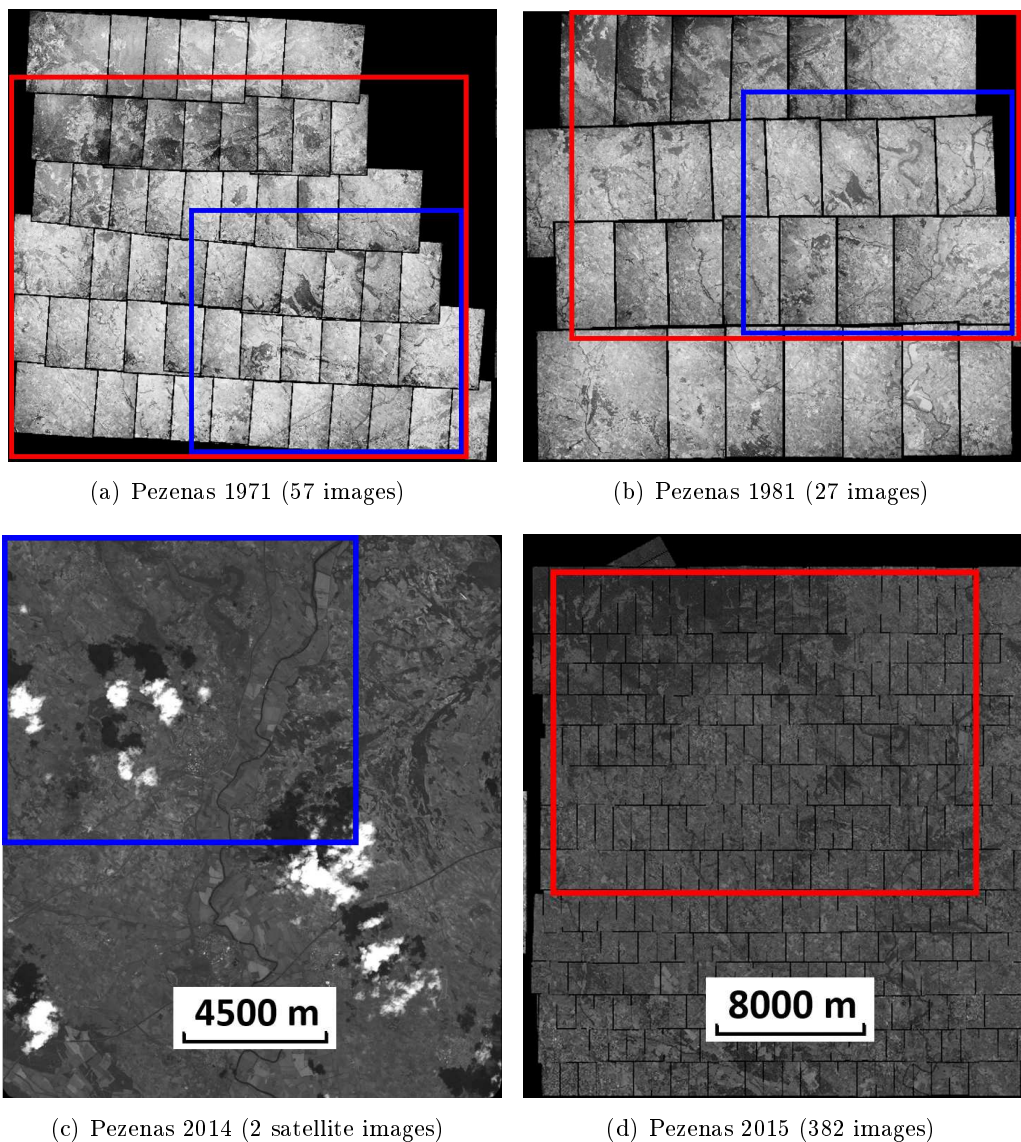 (a) Pezenas 1971 (57 images)
(b) Pezenas 1981 (27 images)
4500 m
8000 m
(c) Pezenas 2014 (2 satellite images)
(d) Pezenas 2015 (382 images)